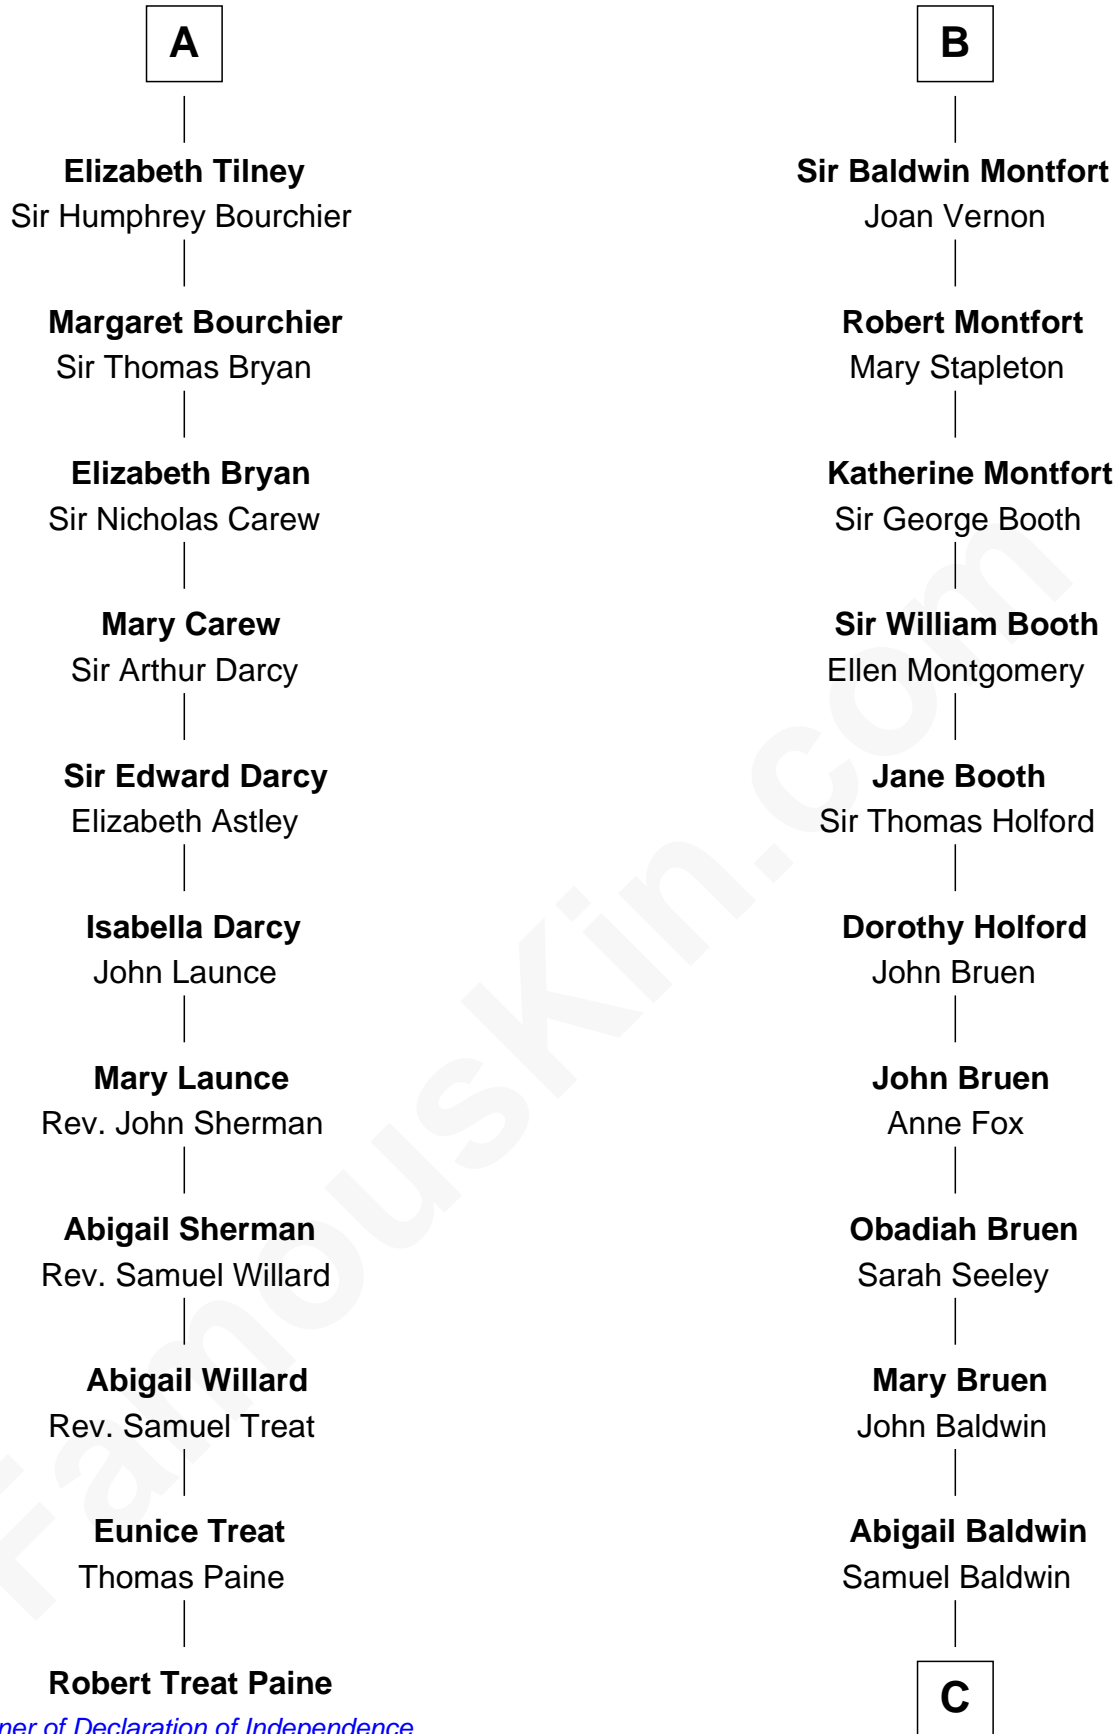 A
Elizabeth Tilney
Sir Humphrey Bourchier
Margaret Bourchier
Sir Thomas Bryan
Elizabeth Bryan
Sir Nicholas Carew
Mary Carew
Sir Arthur Darcy
Sir Edward Darcy
Elizabeth Astley
Isabella Darcy
John Launce
Mary Launce
Rev. John Sherman
Abigail Sherman
Rev. Samuel Willard
Abigail Willard
Rev. Samuel Treat
Eunice Treat
Thomas Paine
Robert Treat Paine
ner of Declaration of Independence
B
Sir Baldwin Montfort
Joan Vernon
Robert Montfort
Mary Stapleton
Katherine Montfort
Sir George Booth
Sir William Booth
Ellen Montgomery
Jane Booth
Sir Thomas Holford
Dorothy Holford
John Bruen
John Bruen
Anne Fox
Obadiah Bruen
Sarah Seeley
Mary Bruen
John Baldwin
Abigail Baldwin
Samuel Baldwin
C
FamousKin.com